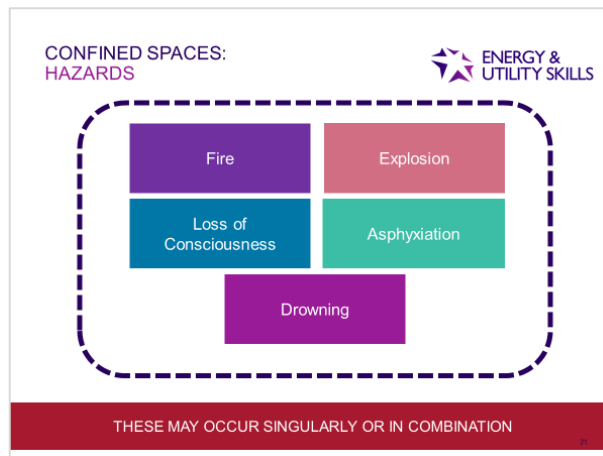 CONFINED SPACES:
HAZARDS
ENERGY &
UTILITY SKILLS
Fire
Explosion
Loss of
Consciousness
Asphyxiation
Drowning
THESE MAY OCCUR SINGULARLY OR IN COMBINATION
21